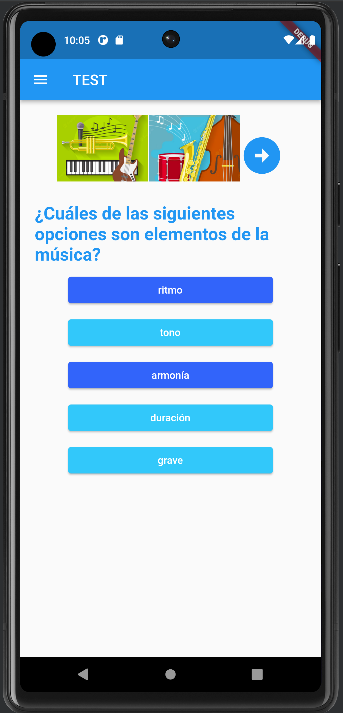 10:05
DEBUG
TEST
¿Cuáles de las siguientes
opciones son elementos de la
música?
ritmo
tono
armonía
duración
grave